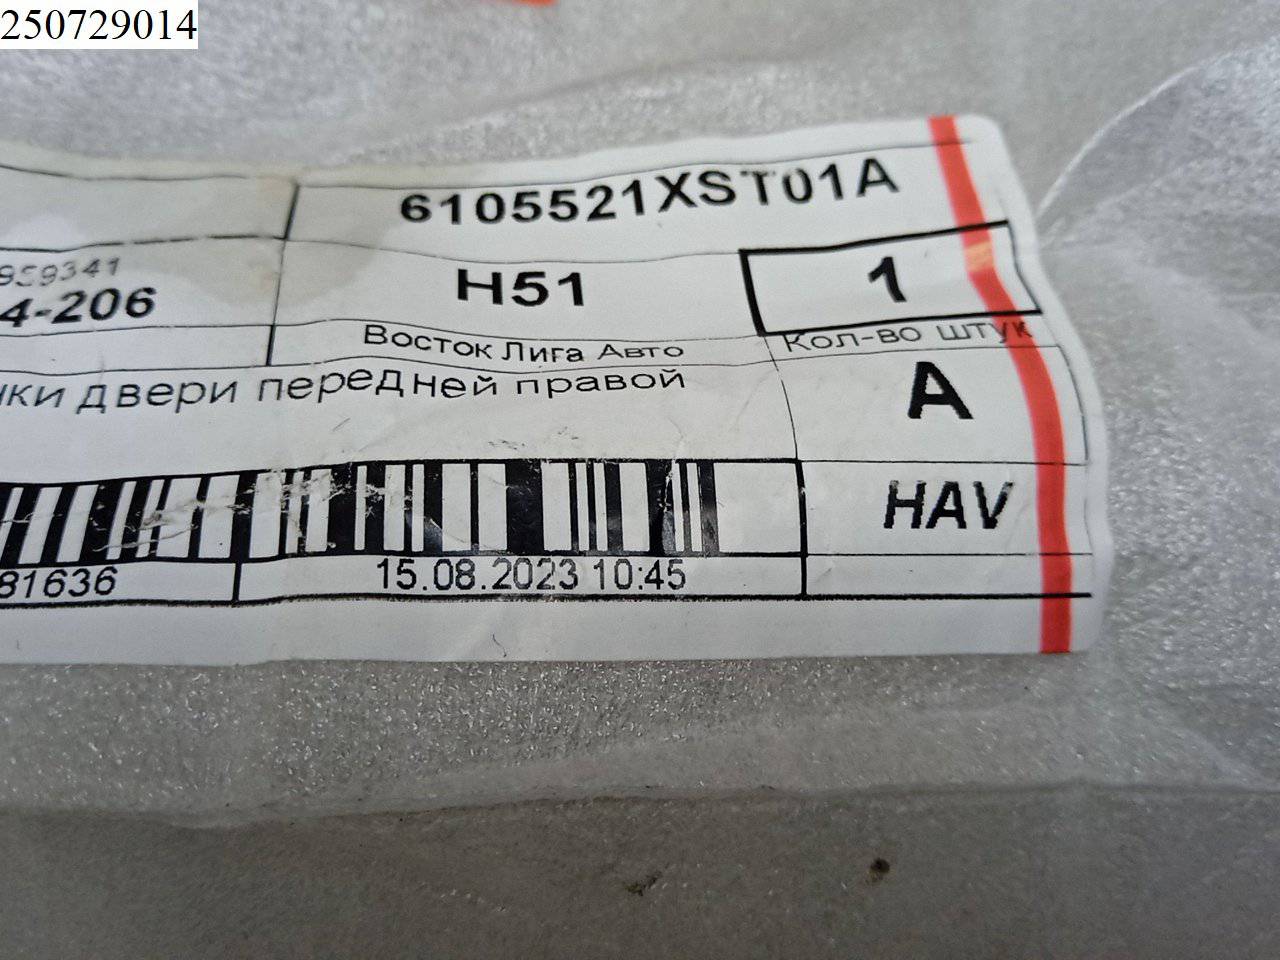 250729014
6105521XST01A
959341
4-206
H51
1
Восток Лига Авто
Кол-во штук
двери передней правой
A
HAV
81636
15.08.2023 10:45